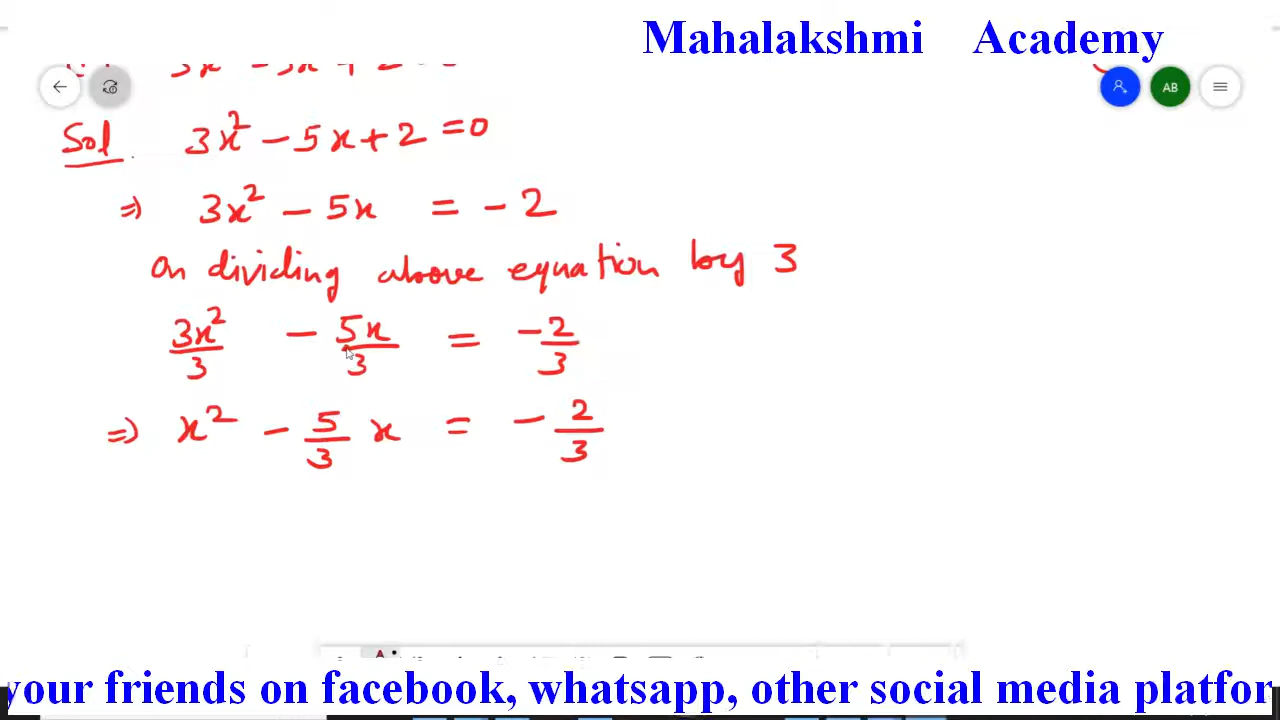 Mahalakshmi Academy
AB
Sol. 3x² - 5x + 2 = 0
⇒ 3x² - 5x = -2
On dividing above equation by 3
3x²/3 - 5x/3 = -2/3
⇒ x² - 5/3 x = -2/3
your friends on facebook, whatsapp, other social media platfor